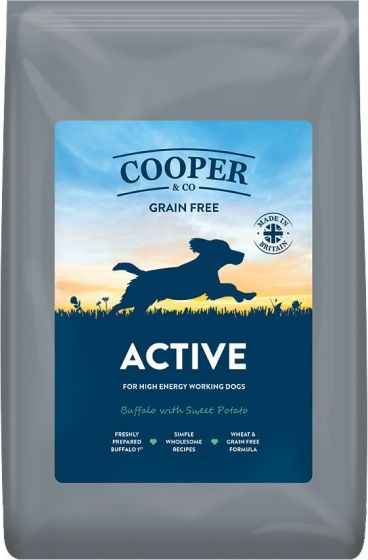 COOPER
& CO
GRAIN FREE
MADE IN
BRITAIN
ACTIVE
FOR HIGH ENERGY WORKING DOGS
Buffalo with Sweet Potato
FRESHLY
PREPARED
BUFFALO 1ST
SIMPLE
WHOLESOME
RECIPES
WHEAT &
GRAIN FREE
FORMULA